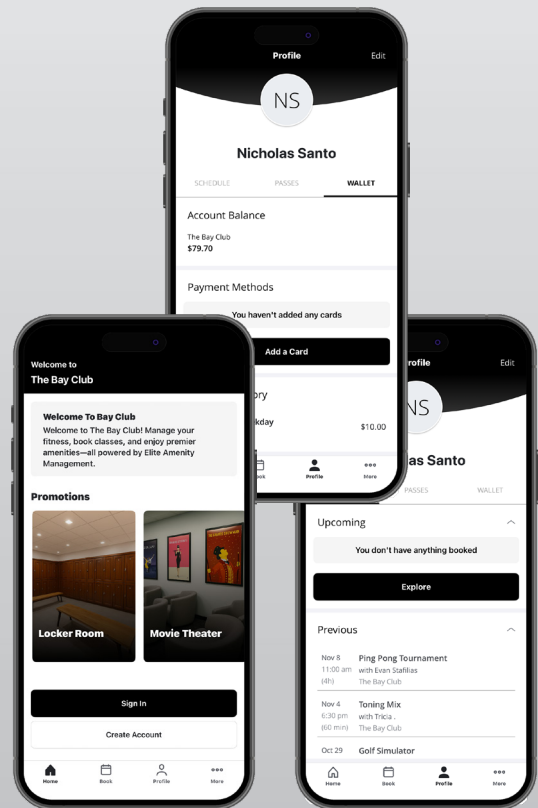 Profile
Edit
NS
Nicholas Santo
SCHEDULE
PASSES
WALLET
Account Balance
The Bay Club
$79.70
Payment Methods
You haven't added any cards
Add a Card
$10.00
Book
Profile
More
Welcome to
The Bay Club
Welcome To Bay Club
Welcome to The Bay Club! Manage your
fitness, book classes, and enjoy premier
amenities—all powered by Elite Amenity
Management.
Promotions
Locker Room
Movie Theater
Sign In
Create Account
Home
Book
Profile
More
Edit
NS
Santo
PASSES
WALLET
Upcoming
You don't have anything booked
Explore
Previous
Nov 8 Ping Pong Tournament
11:00 am with Evan Stafilias
(4h) The Bay Club
Nov 4 Toning Mix
6:30 pm with Tricia .
(60 min) The Bay Club
Oct 29 Golf Simulator
Home
Book
Profile
More